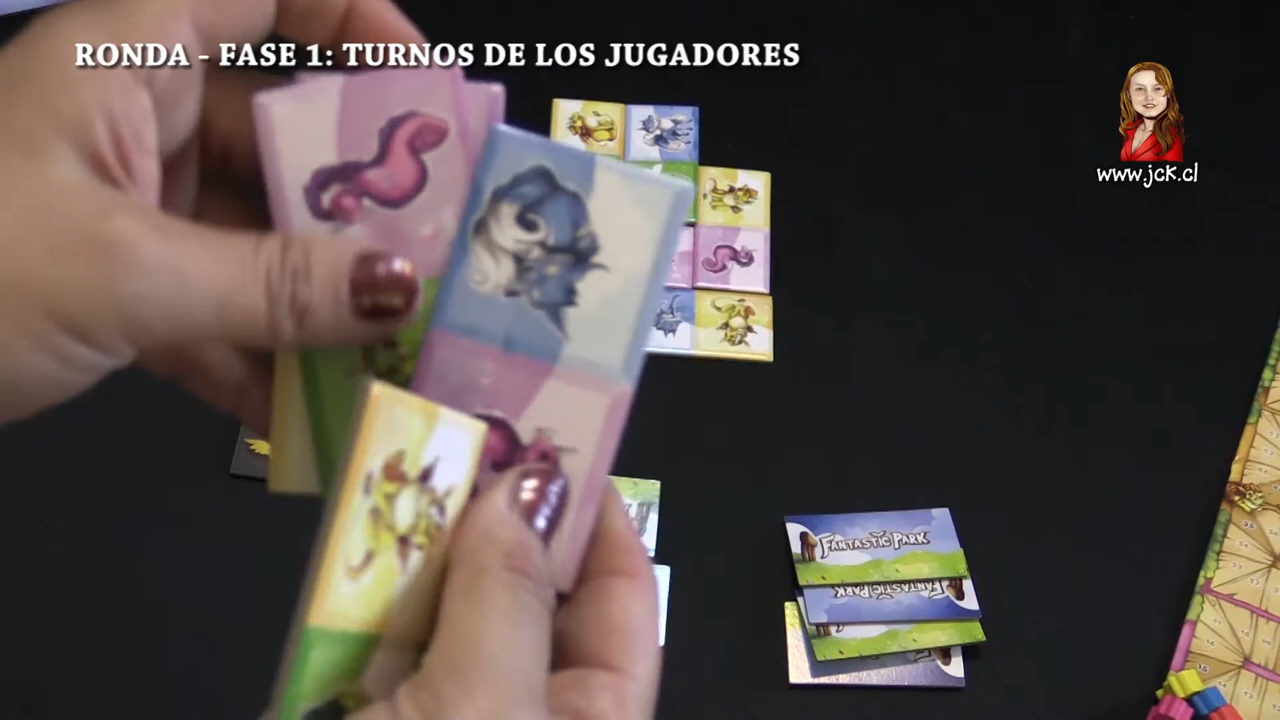 RONDA - FASE 1: TURNOS DE LOS JUGADORES
www.jck.cl
FANTASTIC PARK
FANTASTIC PARK